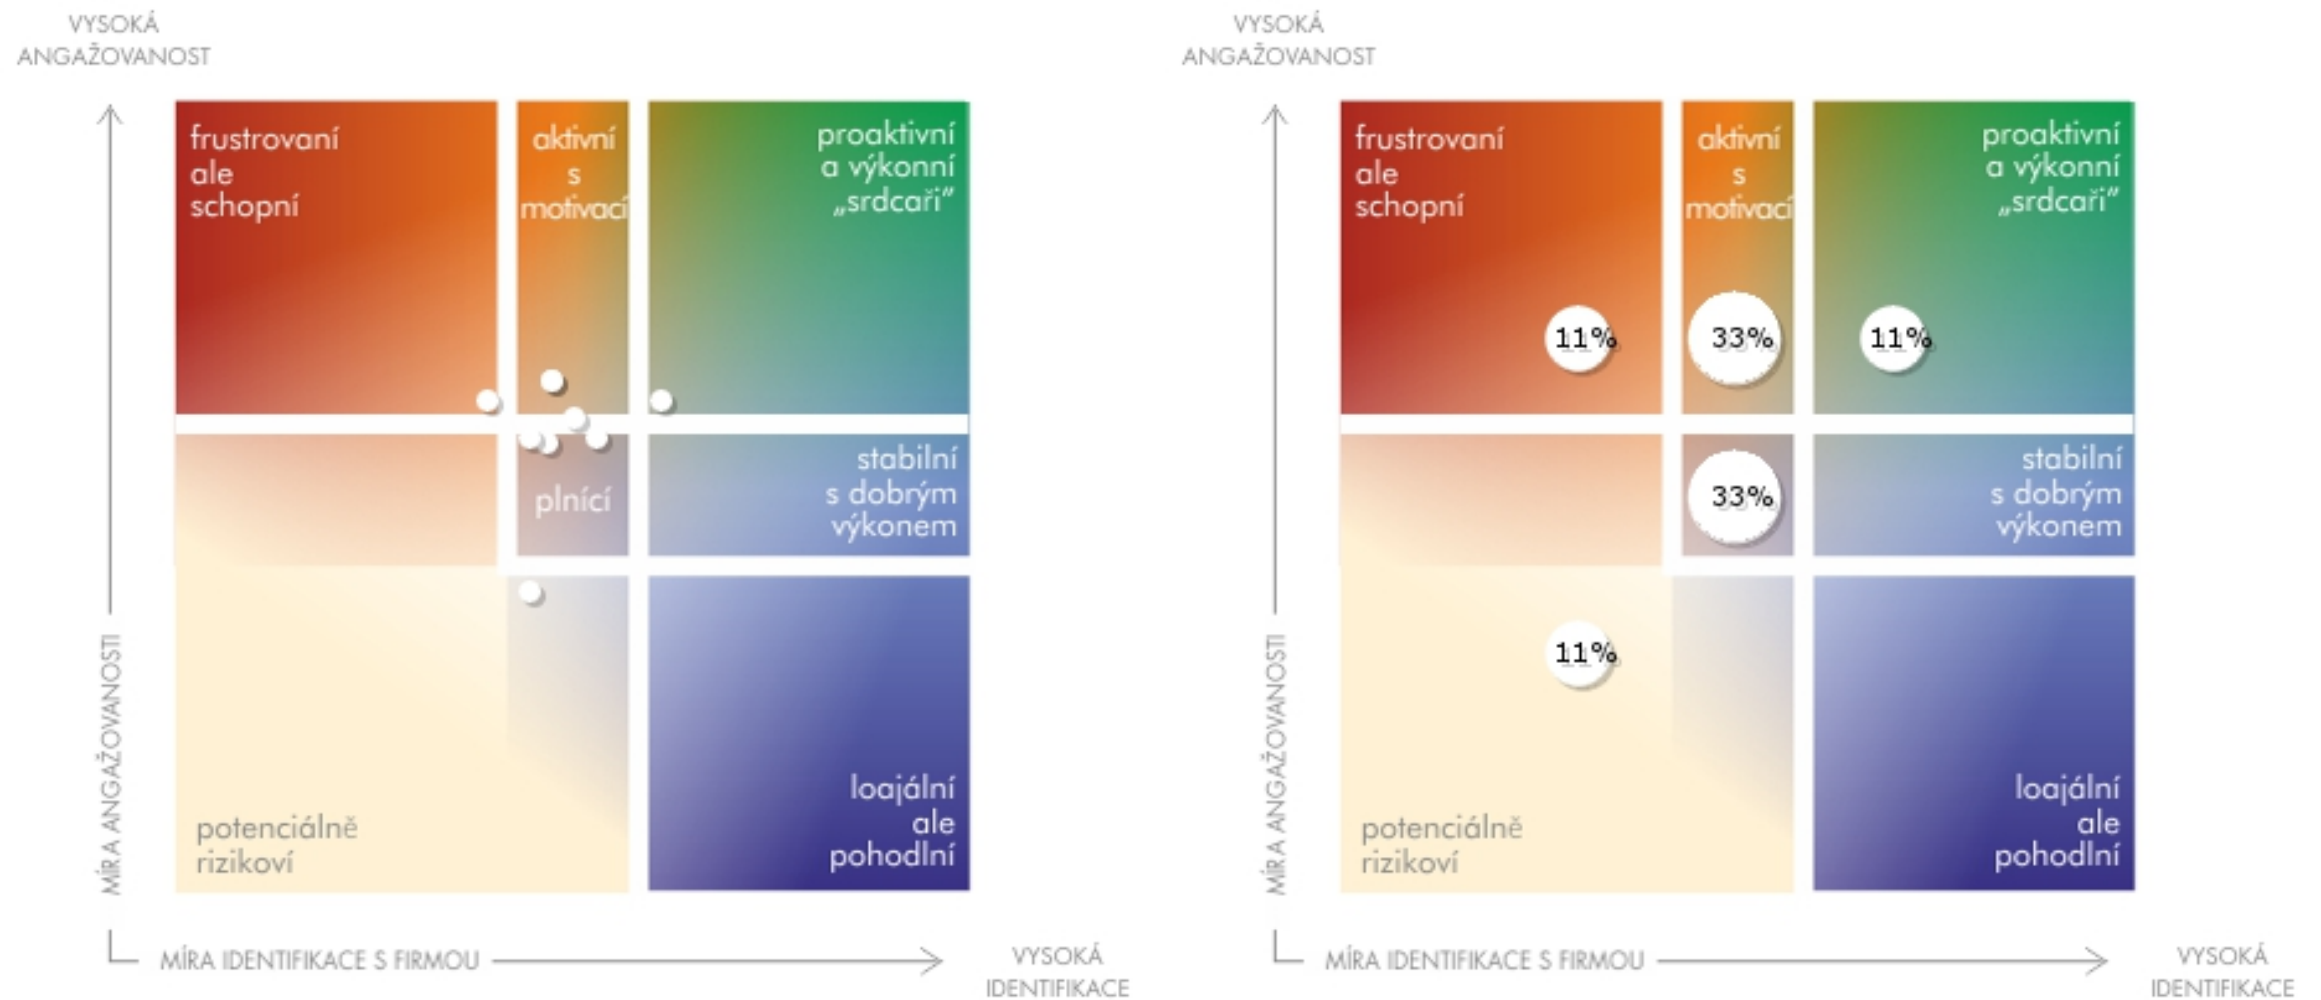 VYSOKÁ
ANGAŽOVANOST
frustrovaní
ale
schopní
aktivní
s
motivací
proaktivní
a výkonní
„srdcaři“
plnící
stabilní
s dobrým
výkonem
potenciálně
rizikoví
loajální
ale
pohodlní
MÍRA ANGAŽOVANOSTI
MÍRA IDENTIFIKACE S FIRMOU
VYSOKÁ
IDENTIFIKACE
VYSOKÁ
ANGAŽOVANOST
frustrovaní
ale
schopní
aktivní
s
motivací
proaktivní
a výkonní
„srdcaři“
11%
33%
11%
33%
stabilní
s dobrým
výkonem
11%
potenciálně
rizikoví
loajální
ale
pohodlní
MÍRA ANGAŽOVANOSTI
MÍRA IDENTIFIKACE S FIRMOU
VYSOKÁ
IDENTIFIKACE